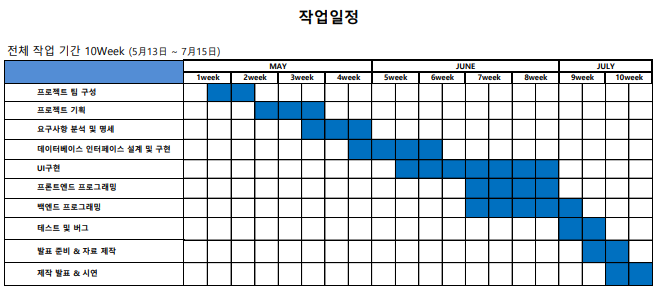 작업일정
전체 작업 기간 10Week (5월13일 ~ 7월15일)
MAY JUNE JULY
1week 2week 3week 4week 5week 6week 7week 8week 9week 10week
프로젝트 팀 구성
프로젝트 기획
요구사항 분석 및 명세
데이터베이스 인터페이스 설계 및 구현
UI구현
프론트엔드 프로그래밍
백엔드 프로그래밍
테스트 및 버그
발표 준비 & 자료 제작
제작 발표 & 시연